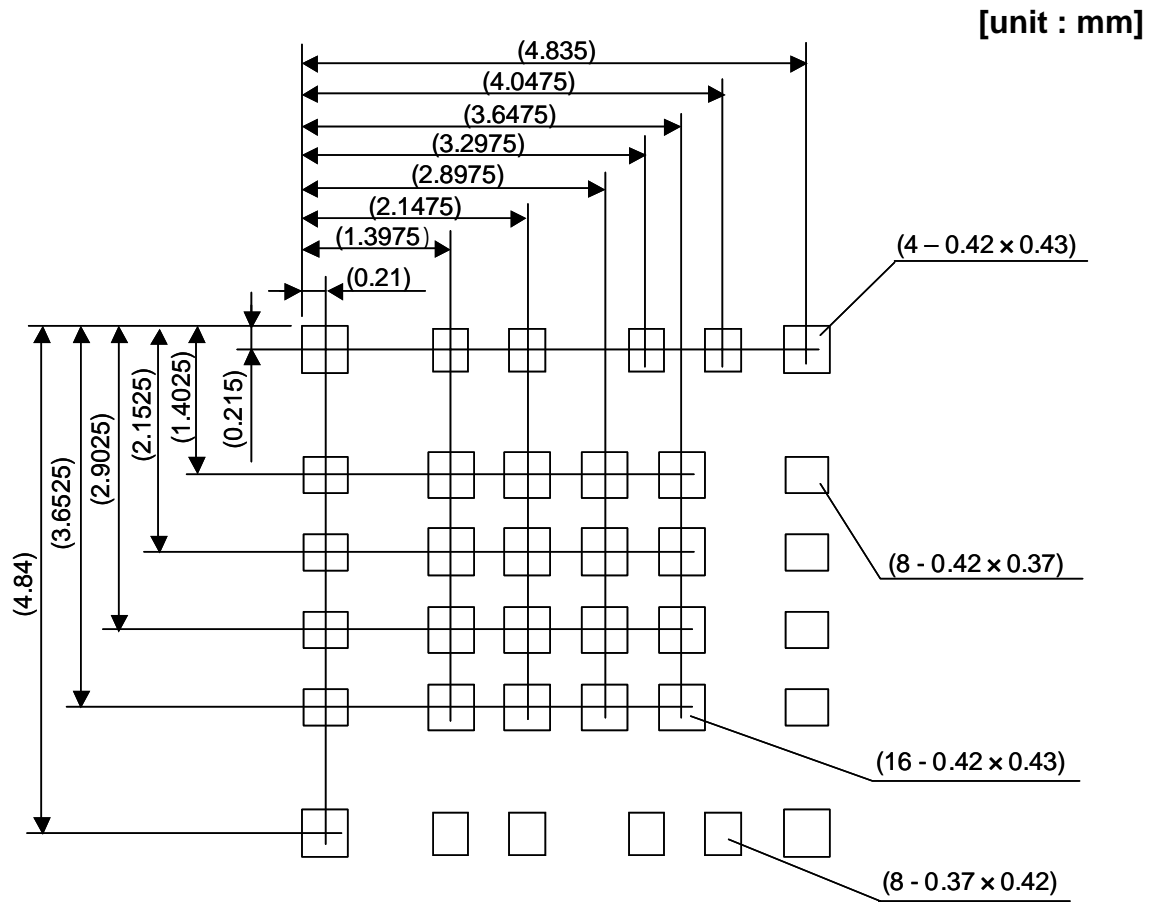 [unit : mm]
(4.835)
(4.0475)
(3.6475)
(3.2975)
(2.8975)
(2.1475)
(1.3975)
(0.21)
(4 – 0.42 × 0.43)
(0.215)
(1.4025)
(2.1525)
(2.9025)
(3.6525)
(4.84)
(8 - 0.42 × 0.37)
(16 - 0.42 × 0.43)
(8 - 0.37 × 0.42)